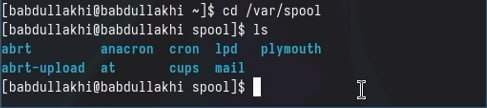 [babdullakhi@babdullakhi ~]$ cd /var/spool
[babdullakhi@babdullakhi spool]$ ls
abrt anacron cron lpd plymouth
abrt-upload at cups mail
[babdullakhi@babdullakhi spool]$